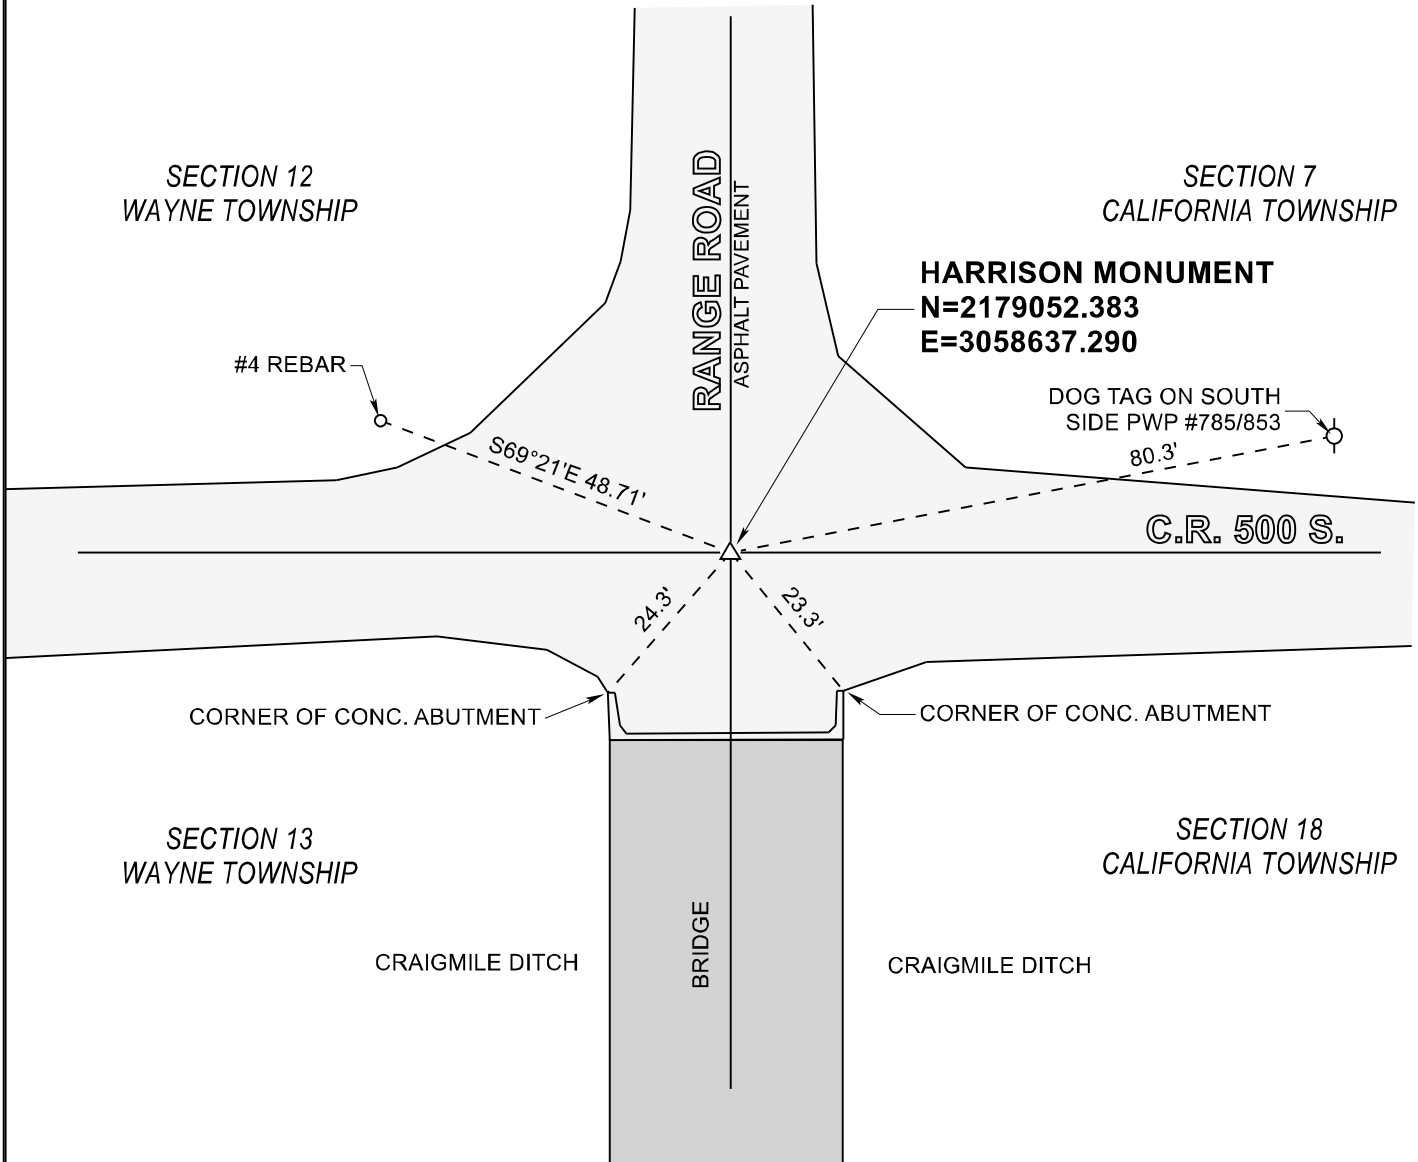 SECTION 12
WAYNE TOWNSHIP
SECTION 7
CALIFORNIA TOWNSHIP
RANGE ROAD
ASPHALT PAVEMENT
HARRISON MONUMENT
N=2179052.383
E=3058637.290
#4 REBAR
DOG TAG ON SOUTH
SIDE PWP #785/853
S69°21'E 48.71'
80.3'
C.R. 500 S.
24.3'
23.3'
CORNER OF CONC. ABUTMENT
CORNER OF CONC. ABUTMENT
SECTION 13
WAYNE TOWNSHIP
SECTION 18
CALIFORNIA TOWNSHIP
BRIDGE
CRAIGMILE DITCH
CRAIGMILE DITCH